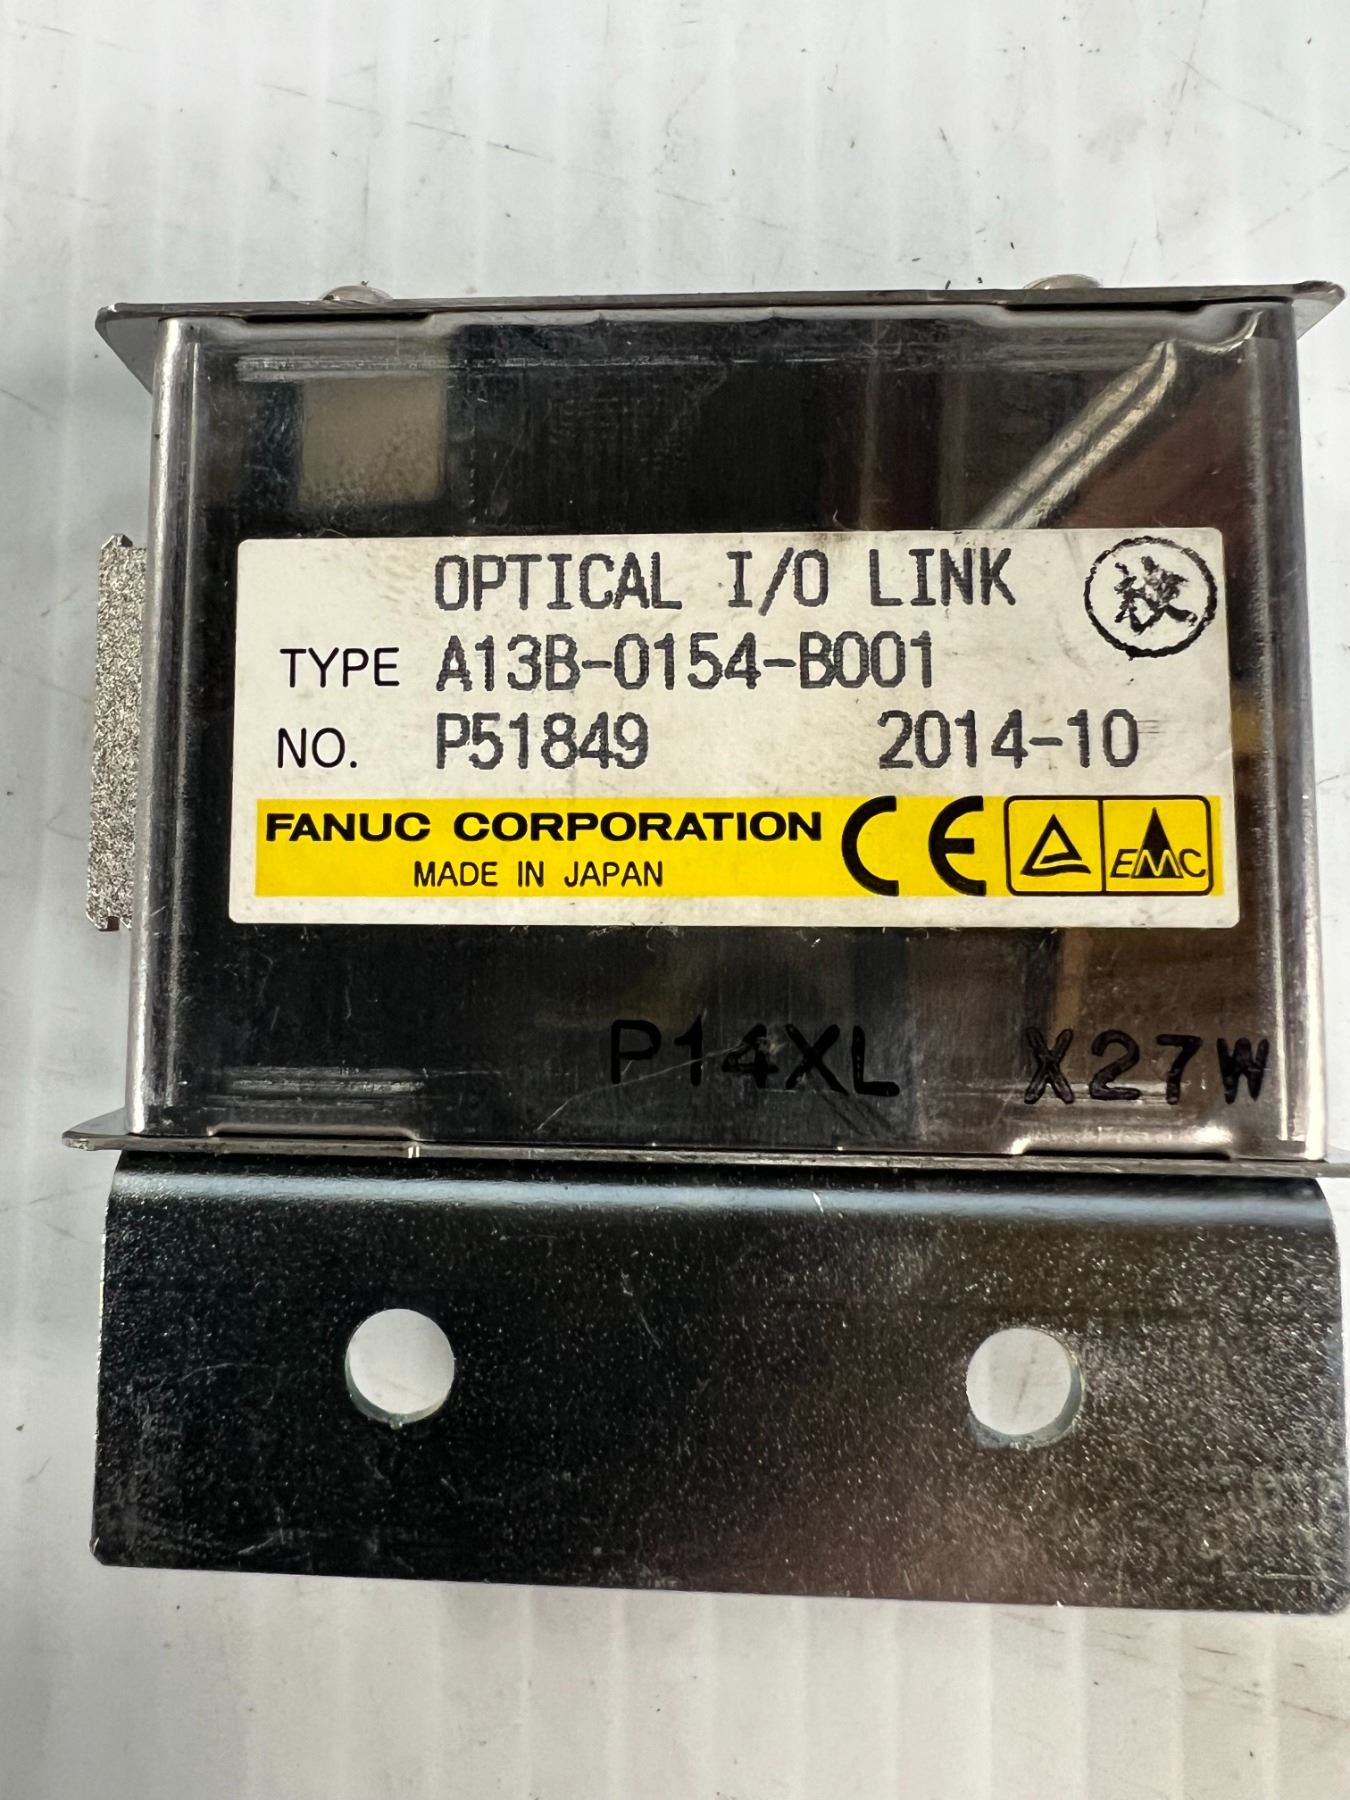 OPTICAL I/O LINK
TYPE A13B-0154-B001
NO. P51849 2014-10
FANUC CORPORATION
MADE IN JAPAN
CE
EMC
P14XL X27W